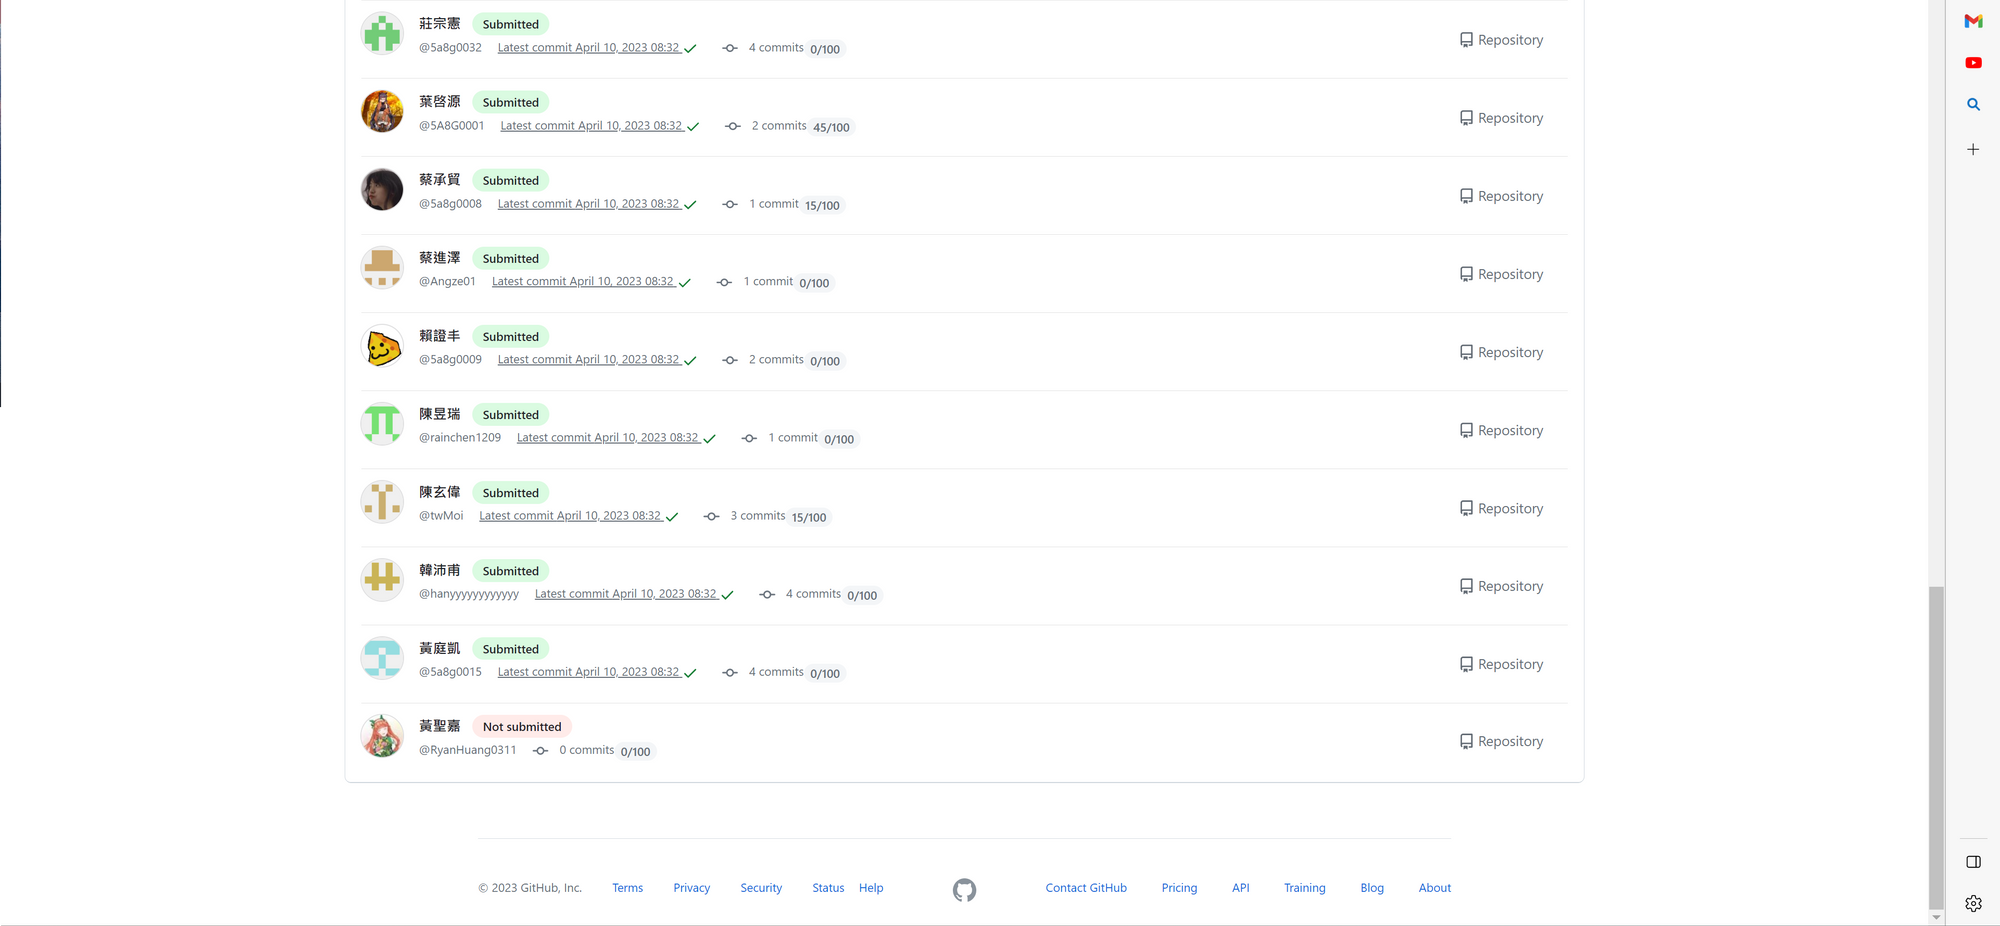 莊宗憲 Submitted
@5a8g0032 Latest commit April 10, 2023 08:32 4 commits 0/100 Repository
葉啓源 Submitted
@5A8G0001 Latest commit April 10, 2023 08:32 2 commits 45/100 Repository
蔡承貿 Submitted
@5a8g0008 Latest commit April 10, 2023 08:32 1 commit 15/100 Repository
蔡進澤 Submitted
@Angze01 Latest commit April 10, 2023 08:32 1 commit 0/100 Repository
賴證丰 Submitted
@5a8g0009 Latest commit April 10, 2023 08:32 2 commits 0/100 Repository
陳昱瑞 Submitted
@rainchen1209 Latest commit April 10, 2023 08:32 1 commit 0/100 Repository
陳玄偉 Submitted
@twMoi Latest commit April 10, 2023 08:32 3 commits 15/100 Repository
韓沛甫 Submitted
@hanyyyyyyyyyyyy Latest commit April 10, 2023 08:32 4 commits 0/100 Repository
黃庭凱 Submitted
@5a8g0015 Latest commit April 10, 2023 08:32 4 commits 0/100 Repository
黃聖嘉 Not submitted
@RyanHuang0311 0 commits 0/100 Repository
© 2023 GitHub, Inc. Terms Privacy Security Status Help Contact GitHub Pricing API Training Blog About